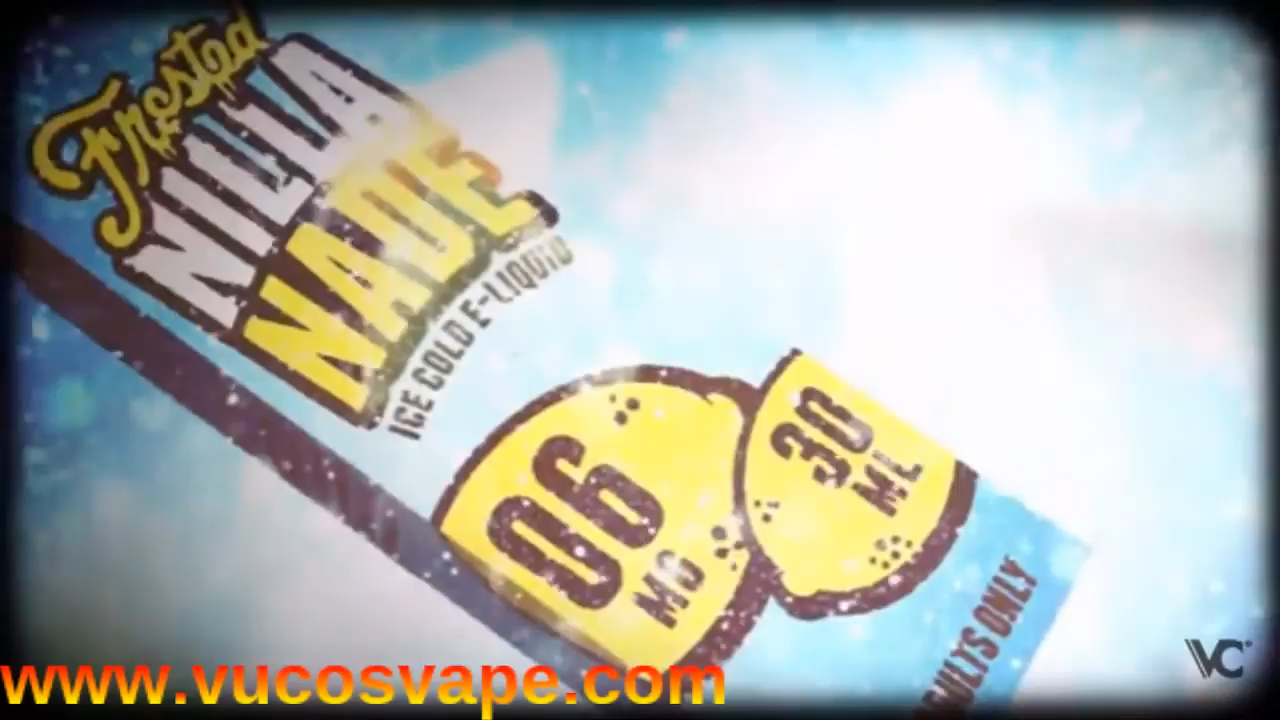 Frosted
NILLA
NADE
ICE COLD E-LIQUID
06
MG
30
ML
ADULTS ONLY
VC
www.vucosvape.com